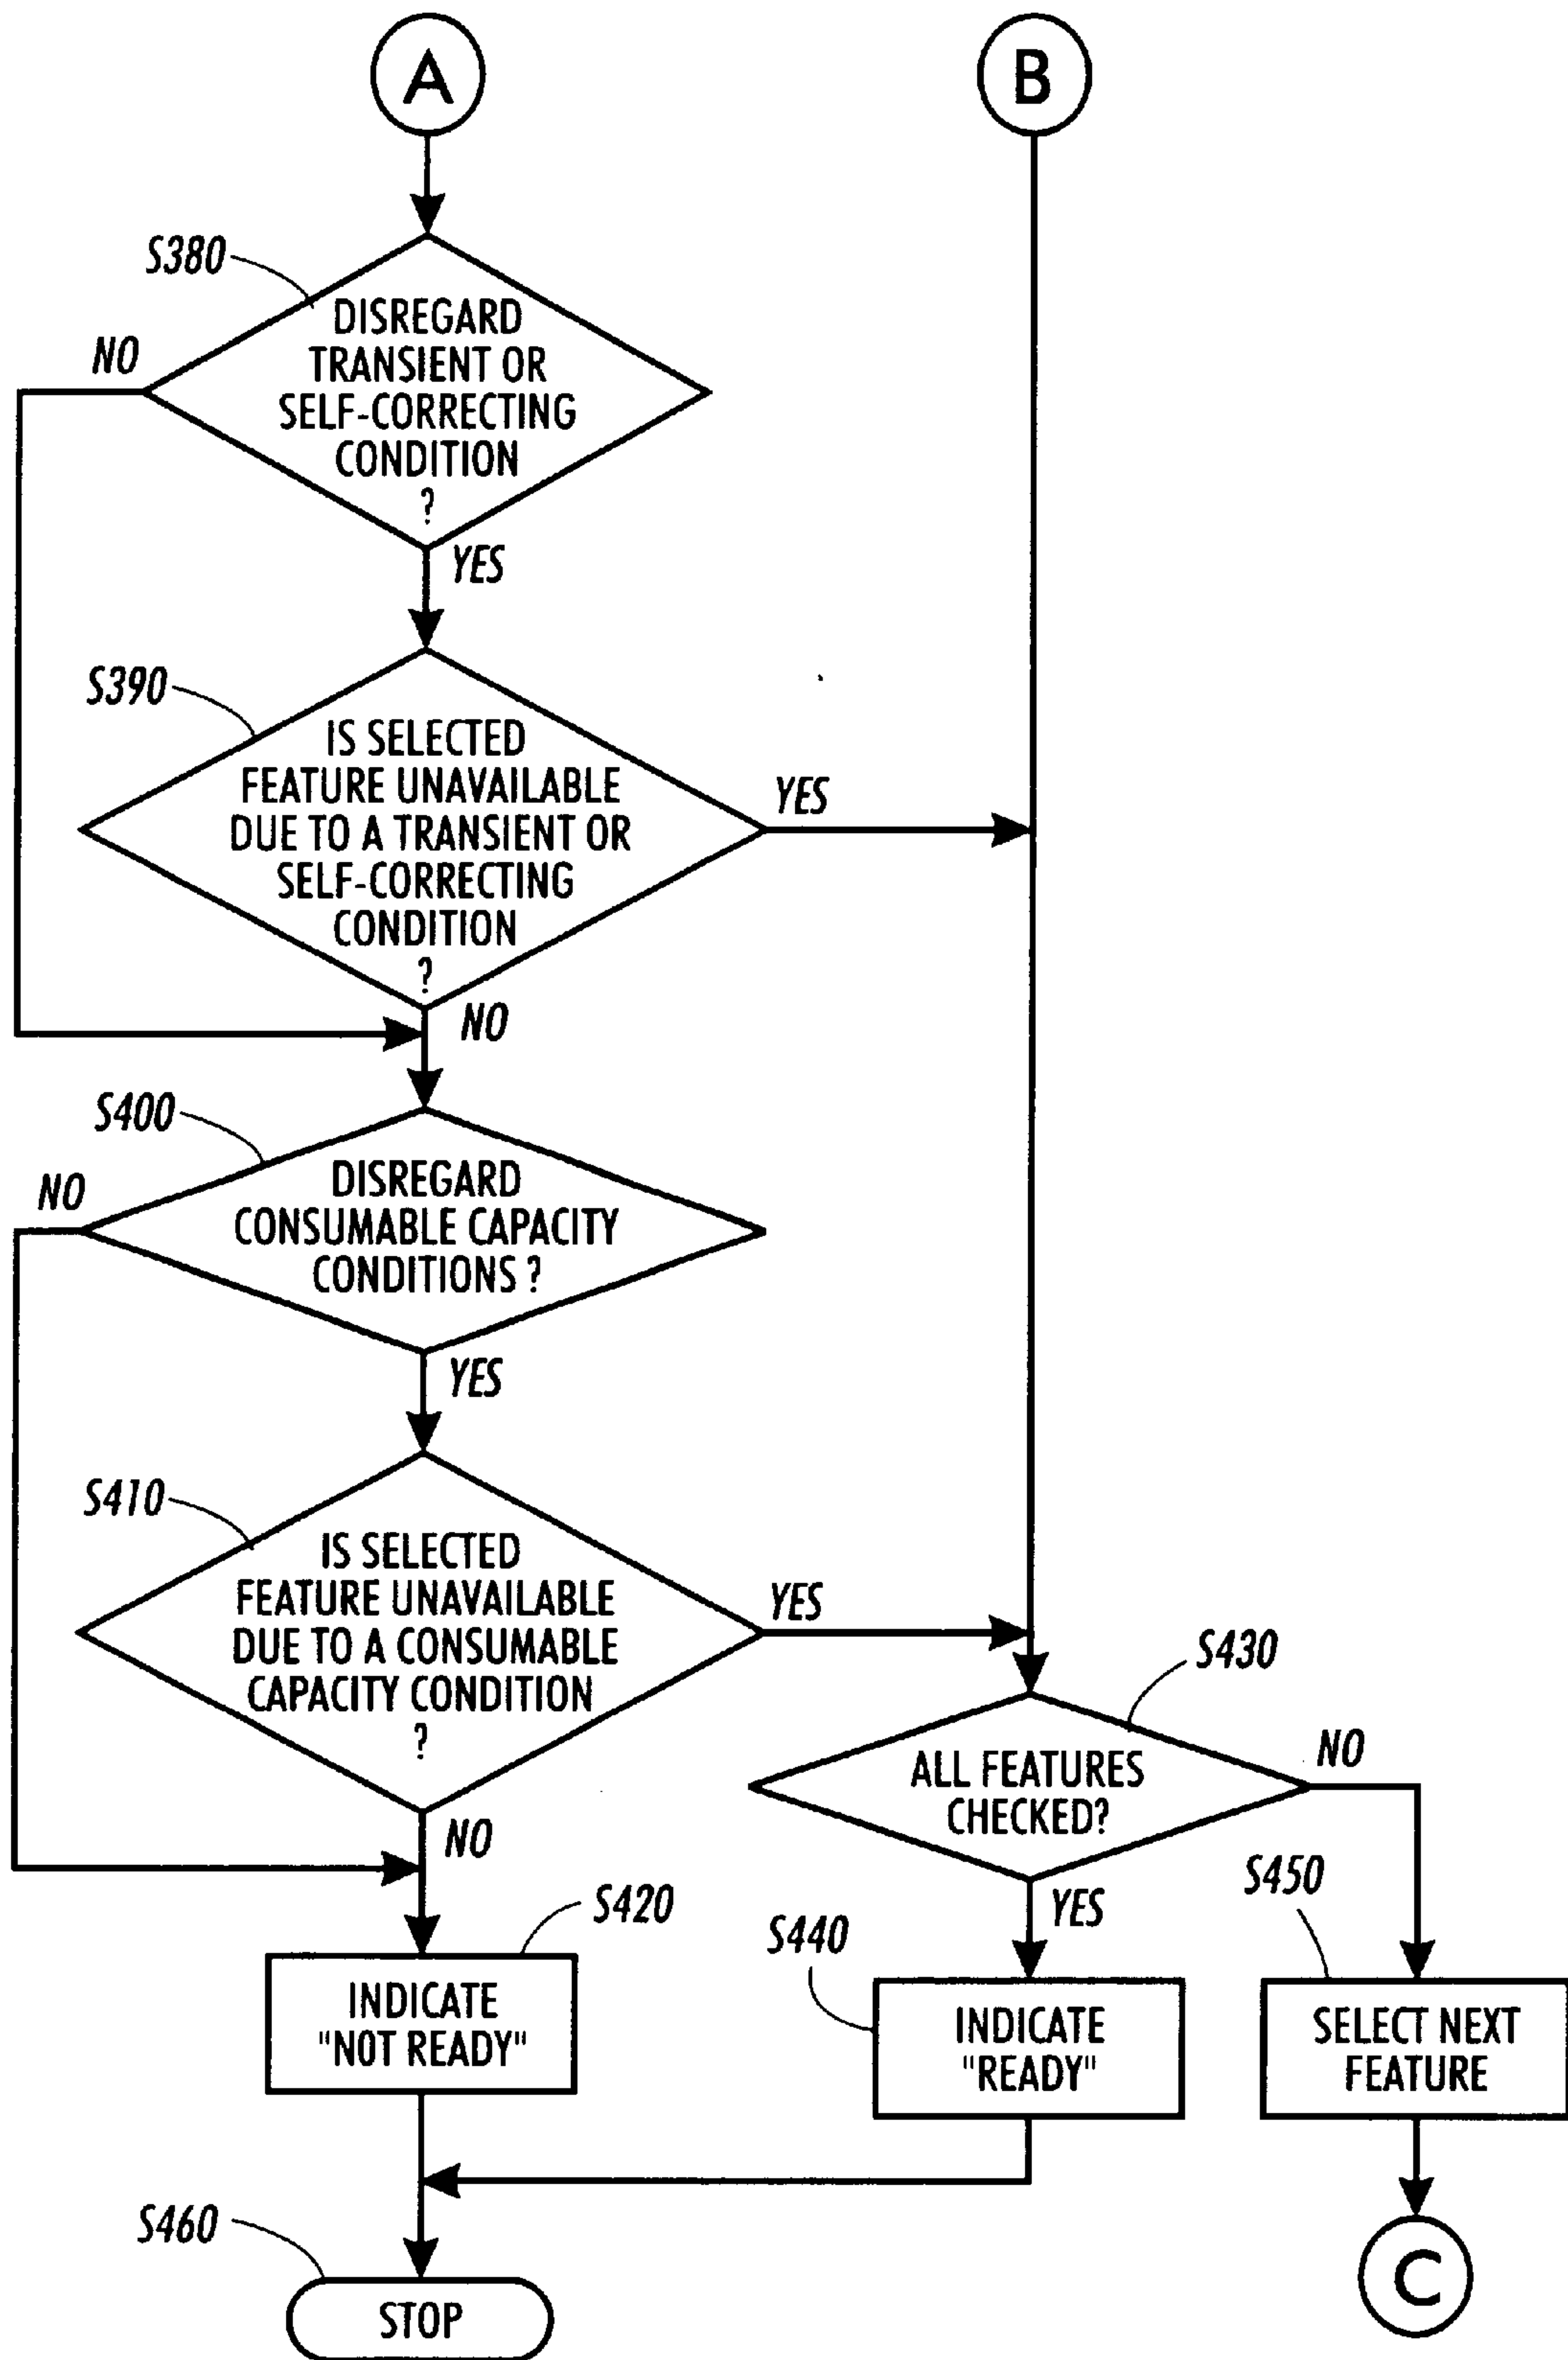 A
B
S380
DISREGARD
TRANSIENT OR
SELF-CORRECTING
CONDITION
?
NO
YES
S390
IS SELECTED
FEATURE UNAVAILABLE
DUE TO A TRANSIENT OR
SELF-CORRECTING
CONDITION
?
YES
NO
S400
DISREGARD
CONSUMABLE CAPACITY
CONDITIONS ?
NO
YES
S410
IS SELECTED
FEATURE UNAVAILABLE
DUE TO A CONSUMABLE
CAPACITY CONDITION
?
YES
NO
S430
ALL FEATURES
CHECKED?
NO
YES
S420
INDICATE
"NOT READY"
S440
INDICATE
"READY"
S450
SELECT NEXT
FEATURE
S460
STOP
C